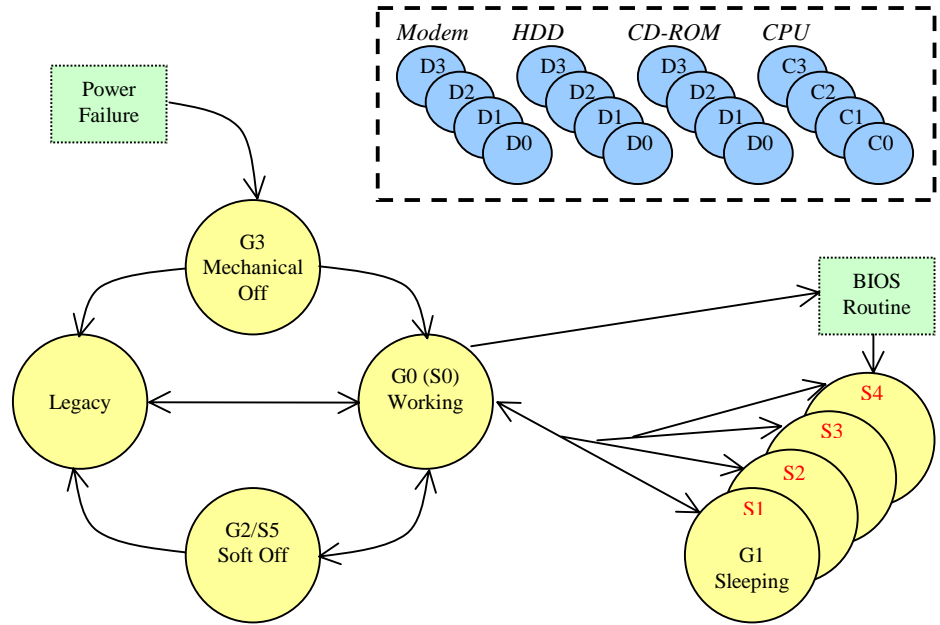 Modem HDD CD-ROM CPU
D3 D3 D3 C3
D2 D2 D2 C2
D1 D1 D1 C1
D0 D0 D0 C0
Power
Failure
G3
Mechanical
Off
BIOS
Routine
Legacy
G0 (S0)
Working
S4
S3
S2
S1
G1
Sleeping
G2/S5
Soft Off